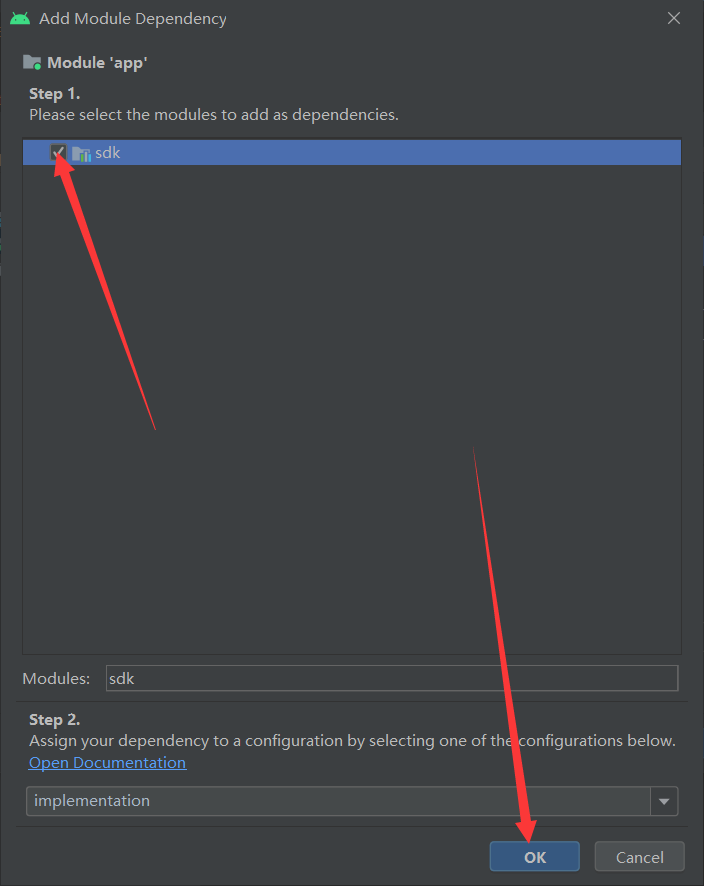 Add Module Dependency
Module 'app'
Step 1.
Please select the modules to add as dependencies.
sdk
Modules: sdk
Step 2.
Assign your dependency to a configuration by selecting one of the configurations below.
Open Documentation
implementation
OK Cancel